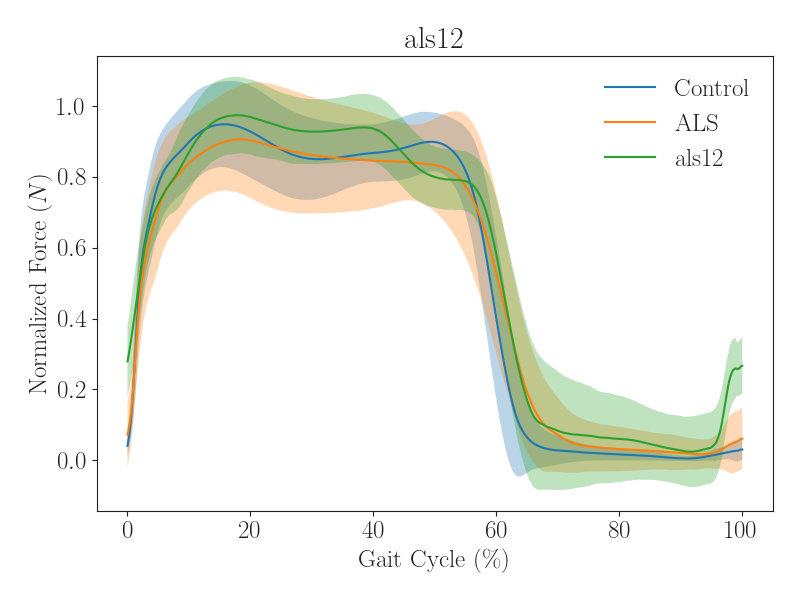 als12
Control
ALS
als12
Normalized Force (N)
1.0
0.8
0.6
0.4
0.2
0.0
0 20 40 60 80 100
Gait Cycle (%)